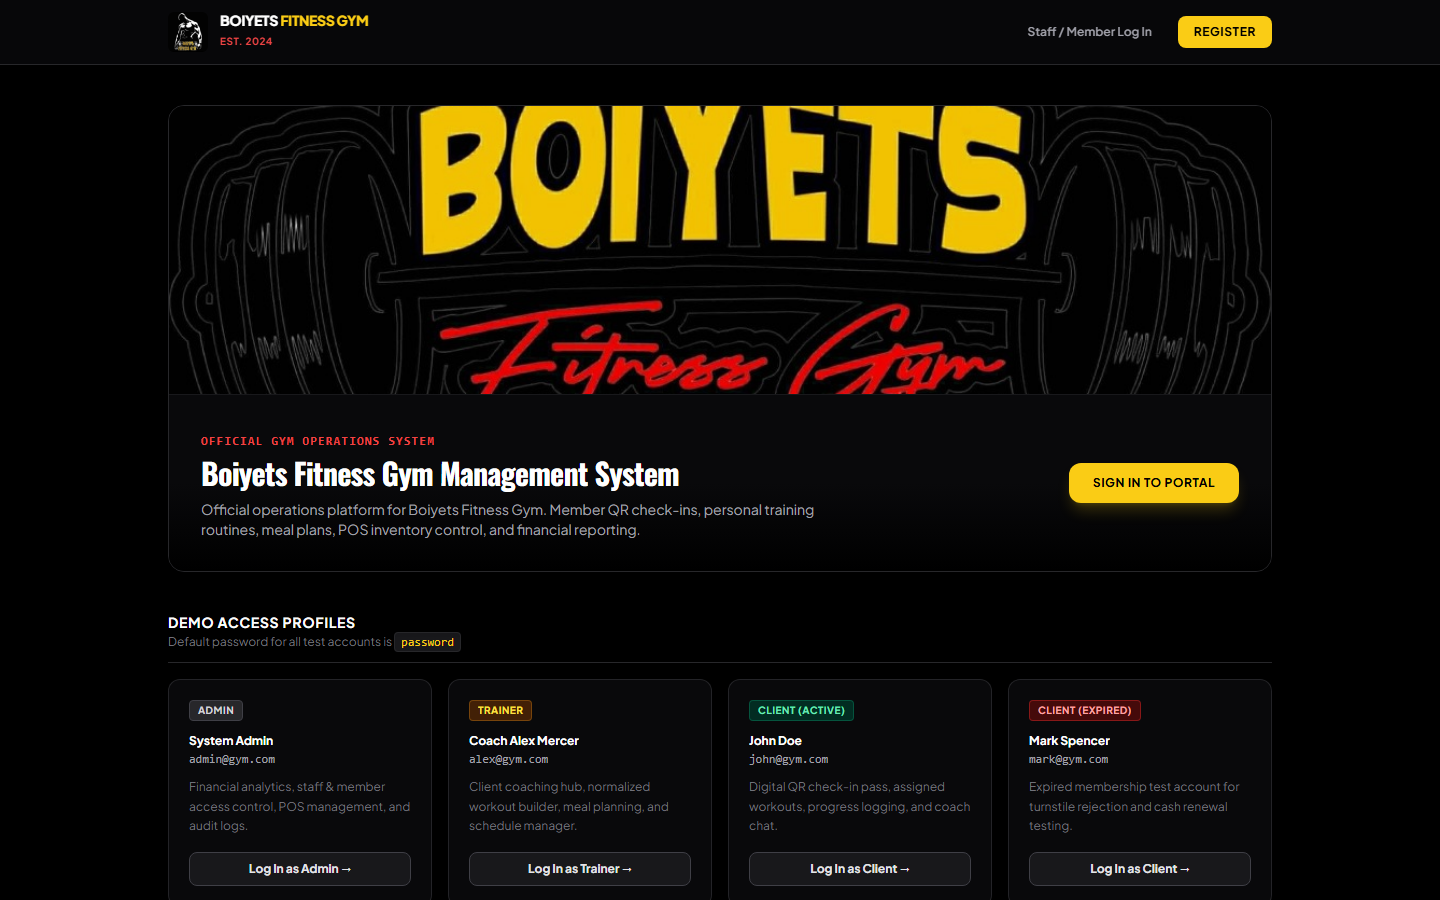 BOIYETS FITNESS GYM
EST. 2024
Staff / Member Log In
REGISTER
BOIYETS
Fitness Gym
OFFICIAL GYM OPERATIONS SYSTEM
Boiyets Fitness Gym Management System
Official operations platform for Boiyets Fitness Gym. Member QR check-ins, personal training
routines, meal plans, POS inventory control, and financial reporting.
SIGN IN TO PORTAL
DEMO ACCESS PROFILES
Default password for all test accounts is password
ADMIN
System Admin
admin@gym.com
Financial analytics, staff & member
access control, POS management, and
audit logs.
Log In as Admin →
TRAINER
Coach Alex Mercer
alex@gym.com
Client coaching hub, normalized
workout builder, meal planning, and
schedule manager.
Log In as Trainer →
CLIENT (ACTIVE)
John Doe
john@gym.com
Digital QR check-in pass, assigned
workouts, progress logging, and coach
chat.
Log In as Client →
CLIENT (EXPIRED)
Mark Spencer
mark@gym.com
Expired membership test account for
turnstile rejection and cash renewal
testing.
Log In as Client →